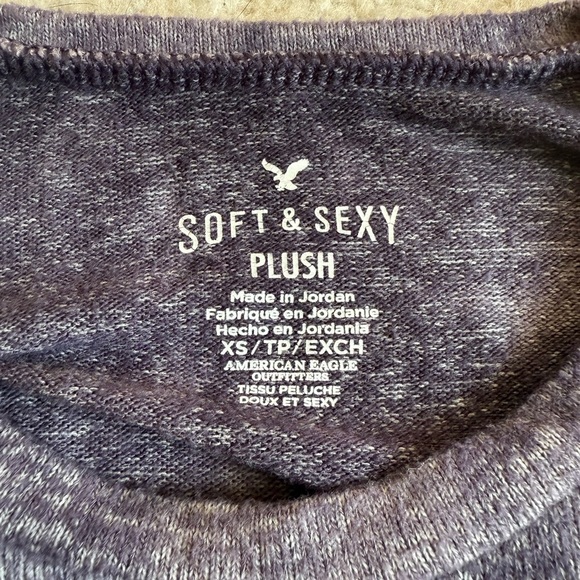 SOFT & SEXY
PLUSH
Made in Jordan
Fabriqué en Jordanie
Hecho en Jordania
XS/TP/EXCH
AMERICAN EAGLE
OUTFITTERS
TISSU PELUCHE
DOUX ET SEXY